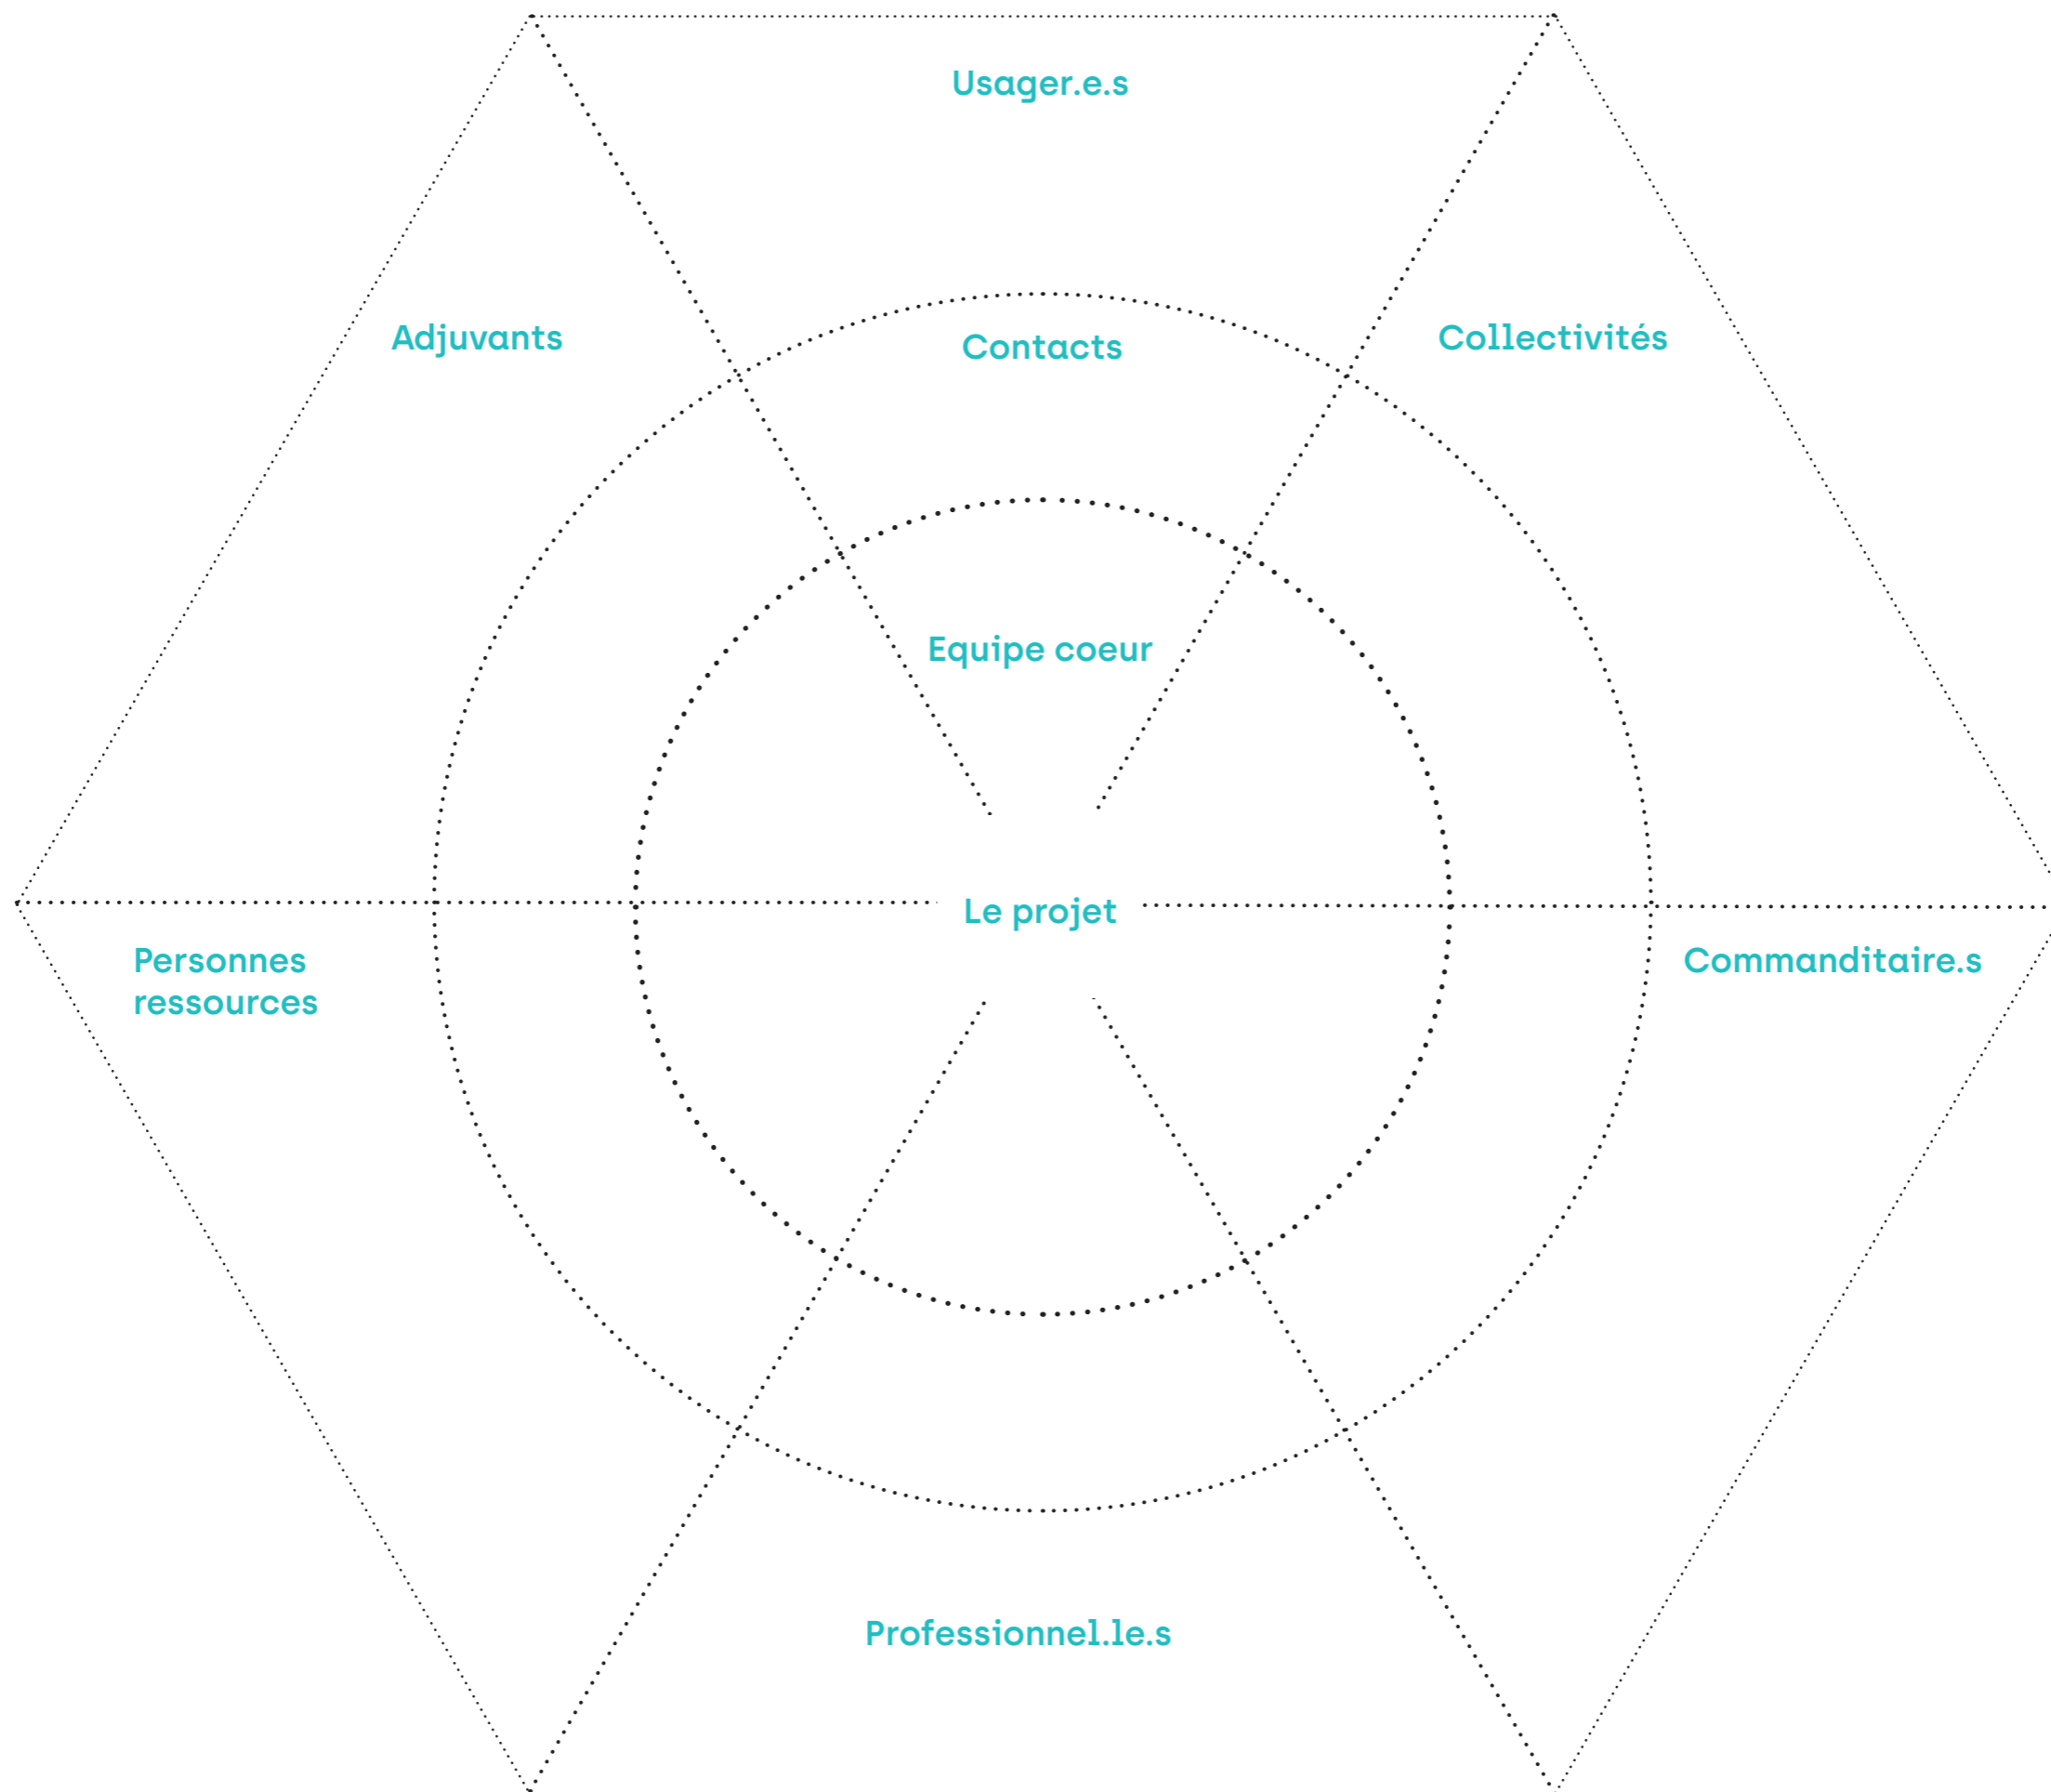 Usager.e.s
Adjuvants
Contacts
Collectivités
Equipe coeur
Le projet
Personnes
ressources
Commanditaire.s
Professionnel.le.s